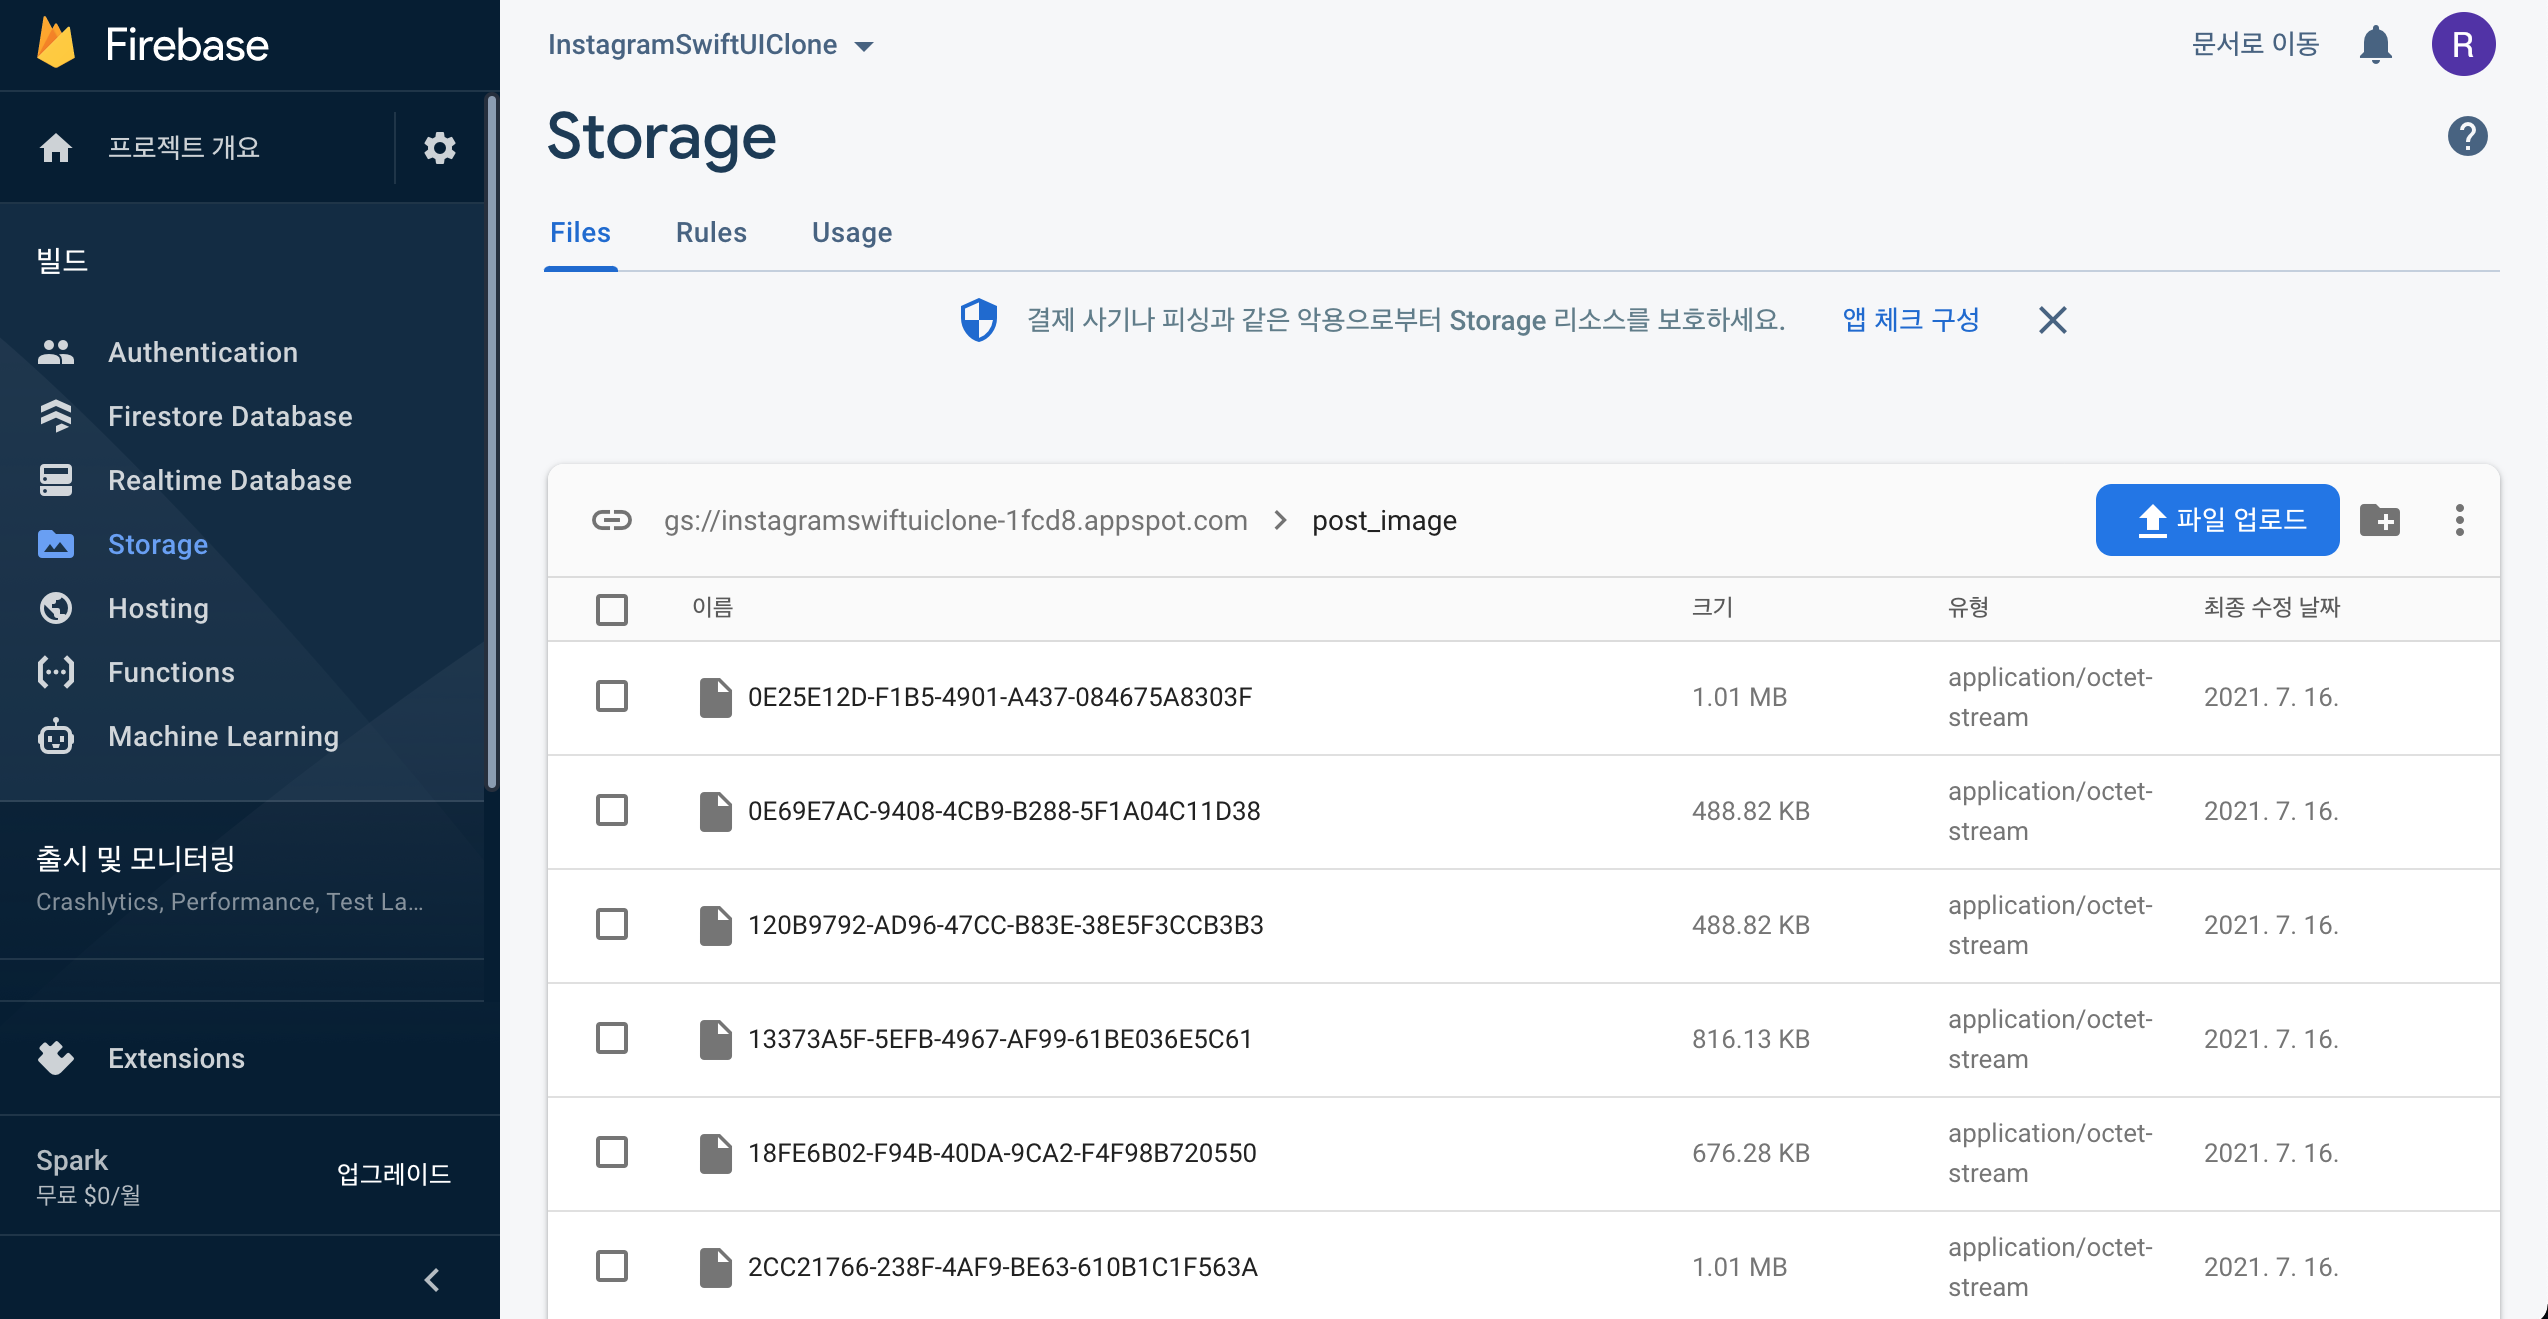 Firebase
프로젝트 개요
빌드
Authentication
Firestore Database
Realtime Database
Storage
Hosting
Functions
Machine Learning
출시 및 모니터링
Crashlytics, Performance, Test La...
Extensions
Spark
무료 $0/월
업그레이드
InstagramSwiftUIClone
문서로 이동
R
Storage
?
Files
Rules
Usage
결제 사기나 피싱과 같은 악용으로부터 Storage 리소스를 보호하세요.
앱 체크 구성
gs://instagramswiftuiclone-1fcd8.appspot.com > post_image
파일 업로드
이름 크기 유형 최종 수정 날짜
0E25E12D-F1B5-4901-A437-084675A8303F 1.01 MB application/octet-
stream 2021. 7. 16.
0E69E7AC-9408-4CB9-B288-5F1A04C11D38 488.82 KB application/octet-
stream 2021. 7. 16.
120B9792-AD96-47CC-B83E-38E5F3CCB3B3 488.82 KB application/octet-
stream 2021. 7. 16.
13373A5F-5EFB-4967-AF99-61BE036E5C61 816.13 KB application/octet-
stream 2021. 7. 16.
18FE6B02-F94B-40DA-9CA2-F4F98B720550 676.28 KB application/octet-
stream 2021. 7. 16.
2CC21766-238F-4AF9-BE63-610B1C1F563A 1.01 MB application/octet-
stream 2021. 7. 16.